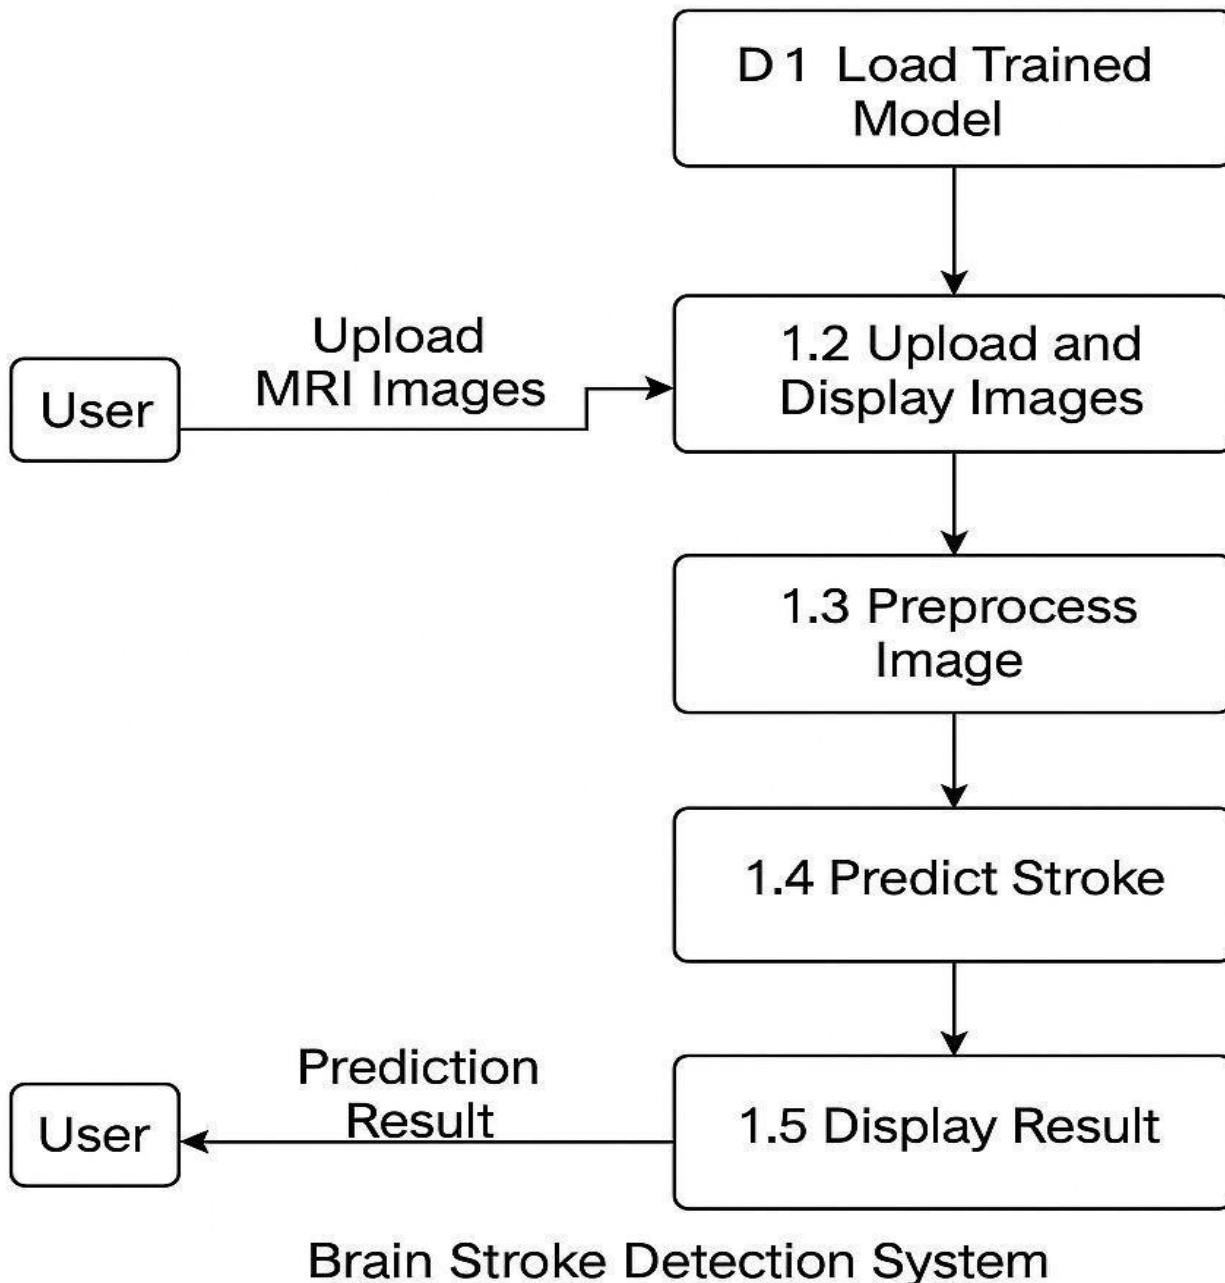 D 1 Load Trained
Model
Upload
MRI Images
User
1.2 Upload and
Display Images
1.3 Preprocess
Image
1.4 Predict Stroke
Prediction
Result
User
1.5 Display Result
Brain Stroke Detection System